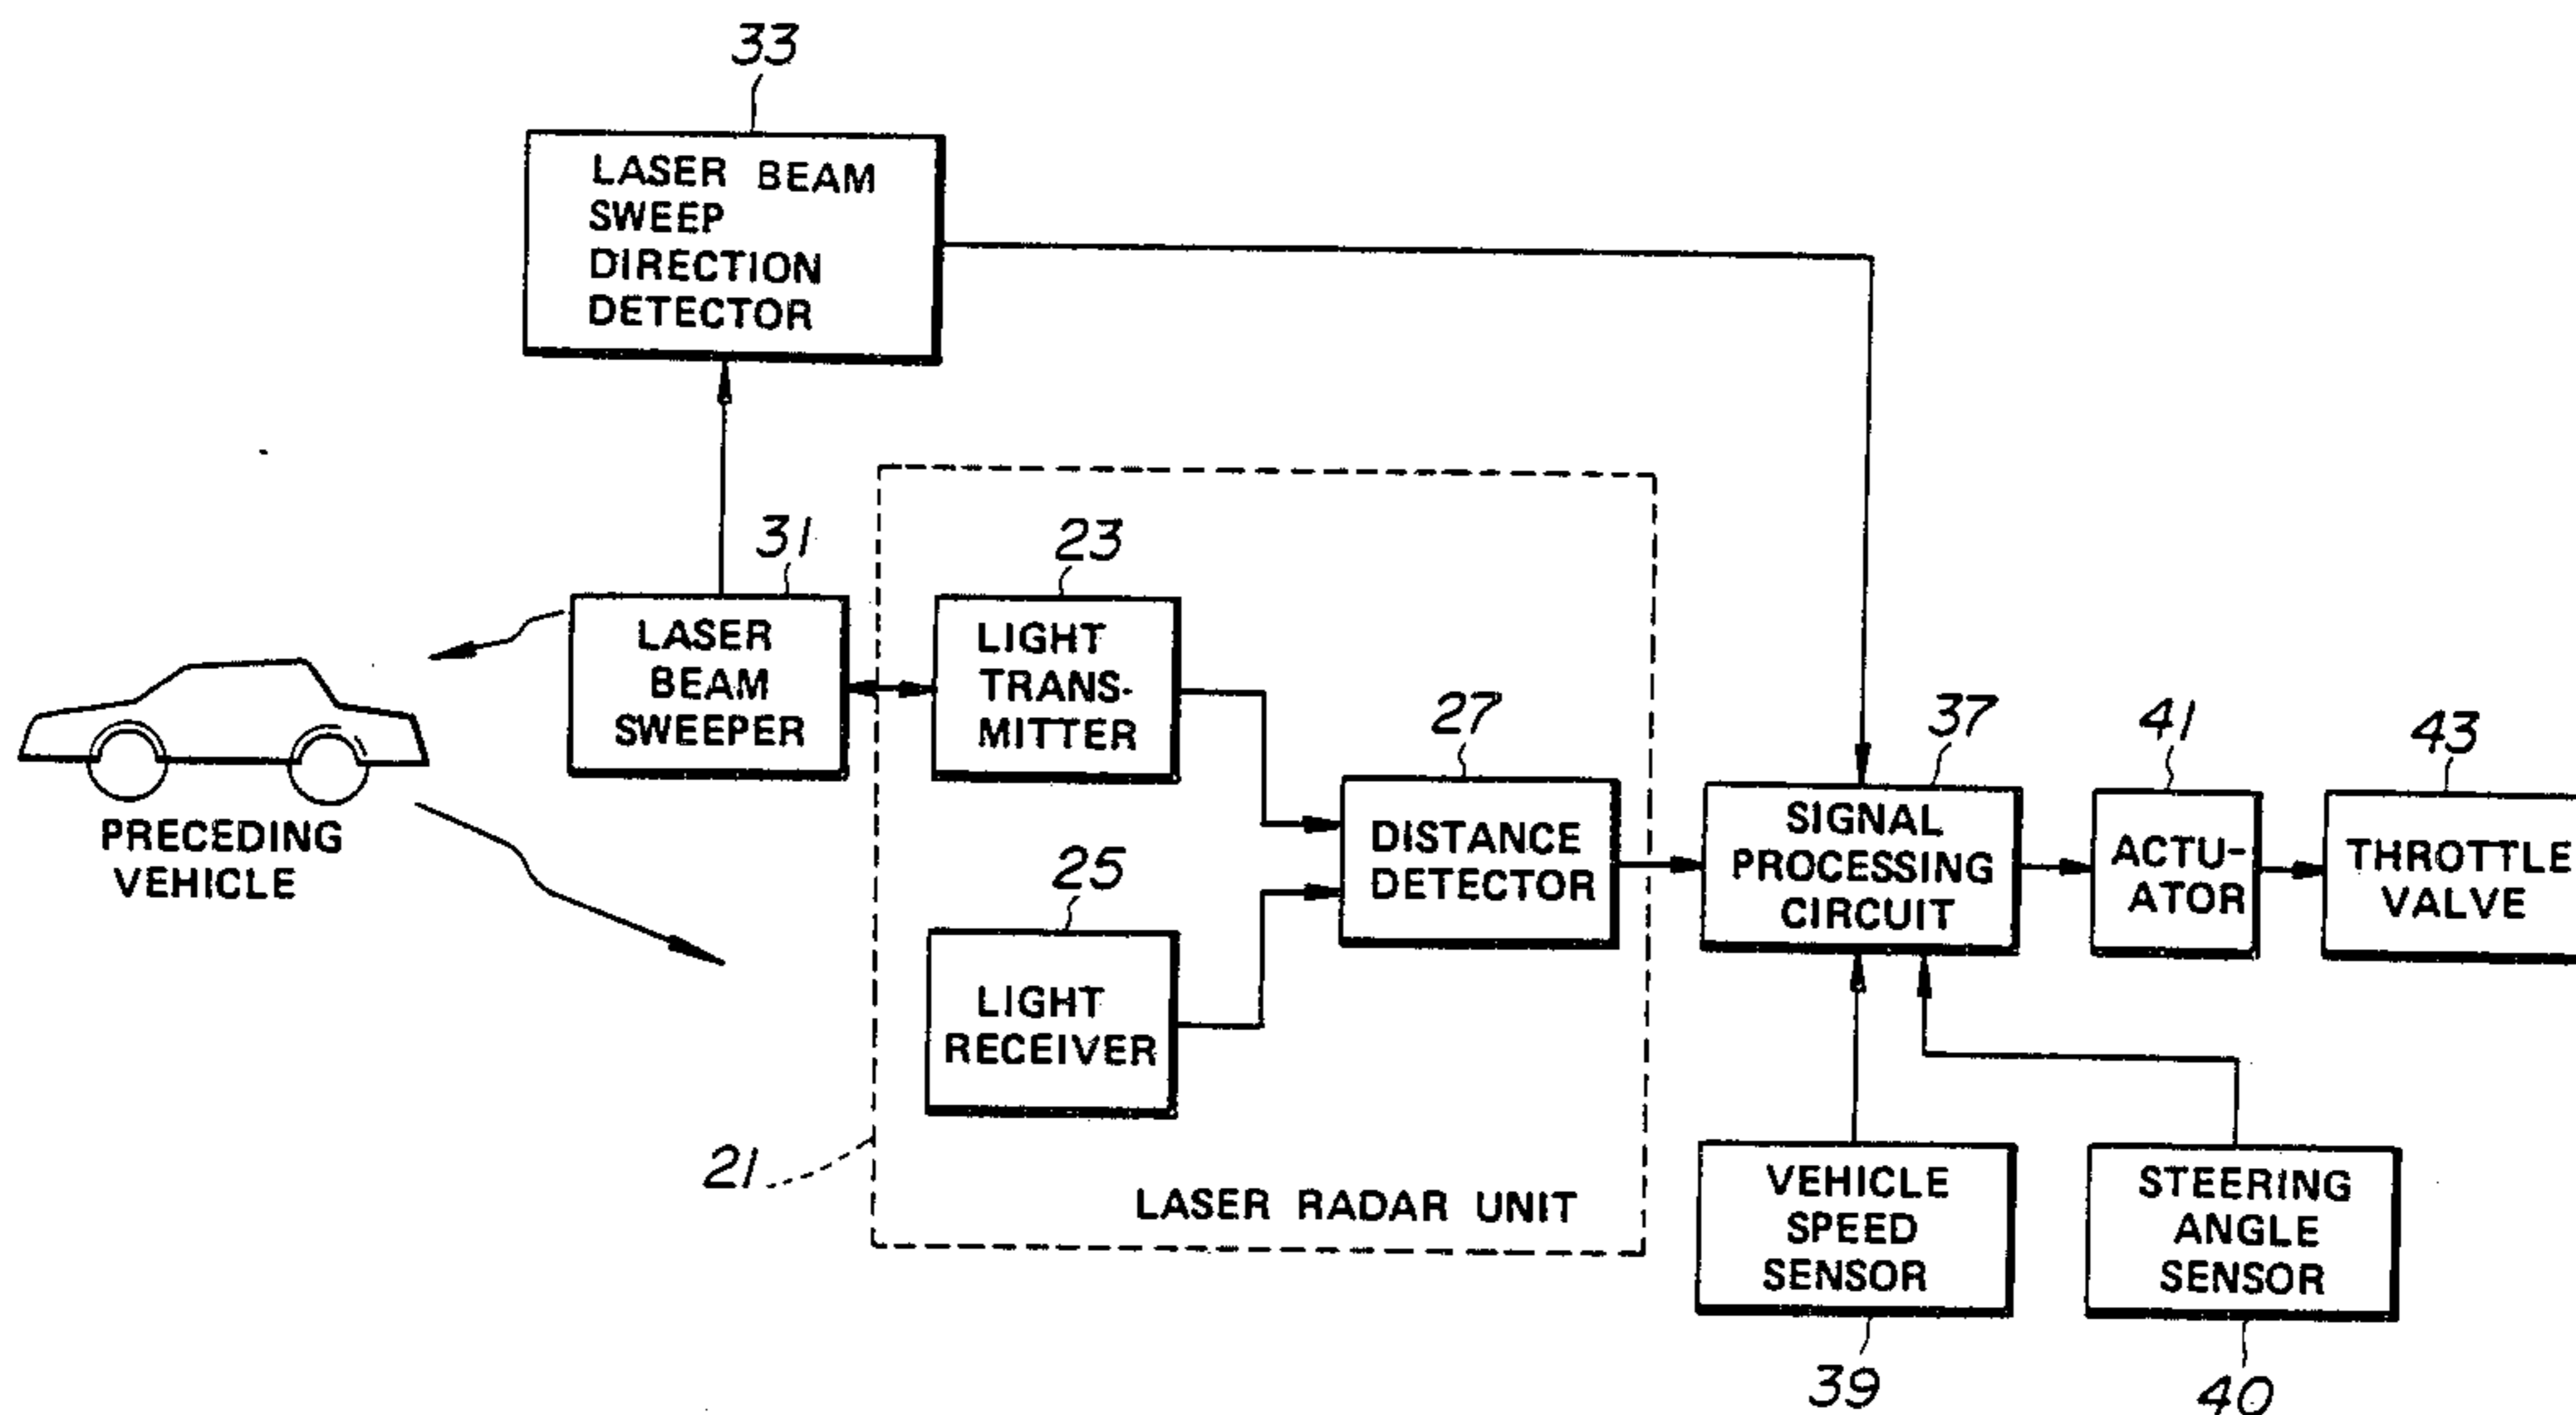 33
LASER BEAM
SWEEP
DIRECTION
DETECTOR
31
LASER
BEAM
SWEEPER
23
LIGHT
TRANS-
MITTER
27
DISTANCE
DETECTOR
37
SIGNAL
PROCESSING
CIRCUIT
41
ACTU-
ATOR
43
THROTTLE
VALVE
PRECEDING
VEHICLE
25
LIGHT
RECEIVER
21
LASER RADAR UNIT
VEHICLE
SPEED
SENSOR
39
STEERING
ANGLE
SENSOR
40